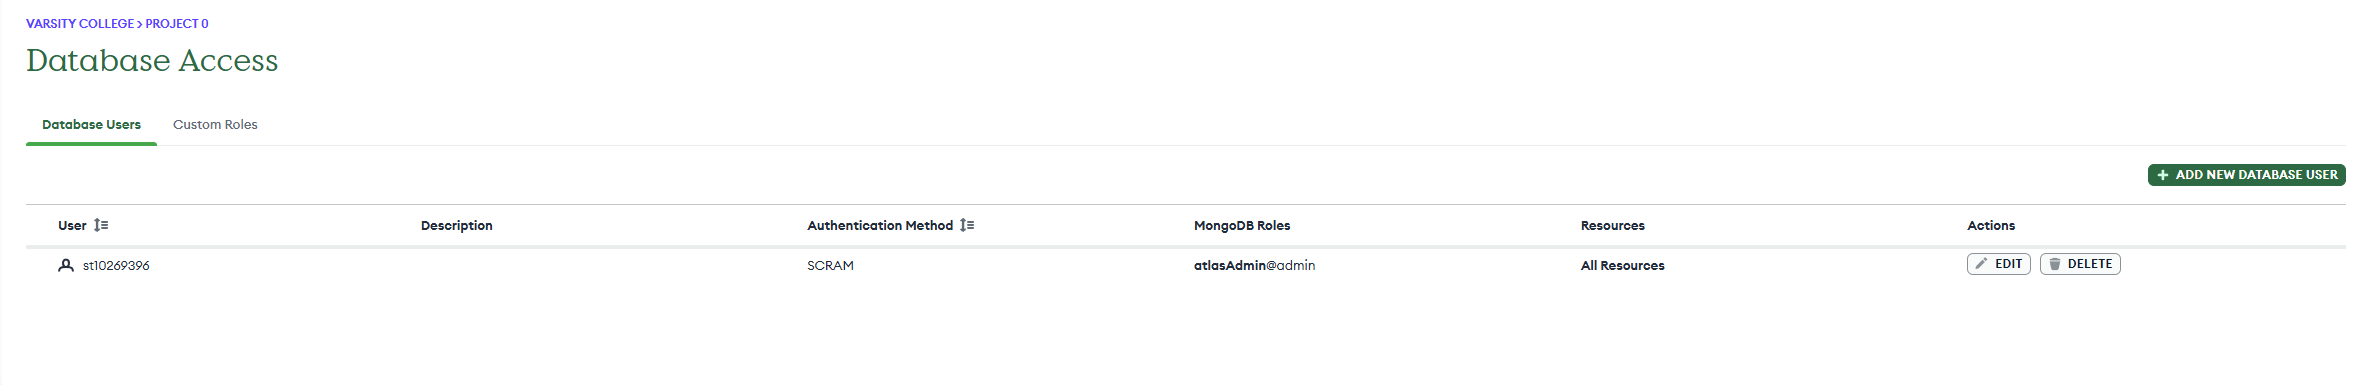 VARSITY COLLEGE > PROJECT 0
Database Access
Database Users Custom Roles
+ ADD NEW DATABASE USER
User Description Authentication Method MongoDB Roles Resources Actions
st10269396 SCRAM atlasAdmin@admin All Resources EDIT DELETE